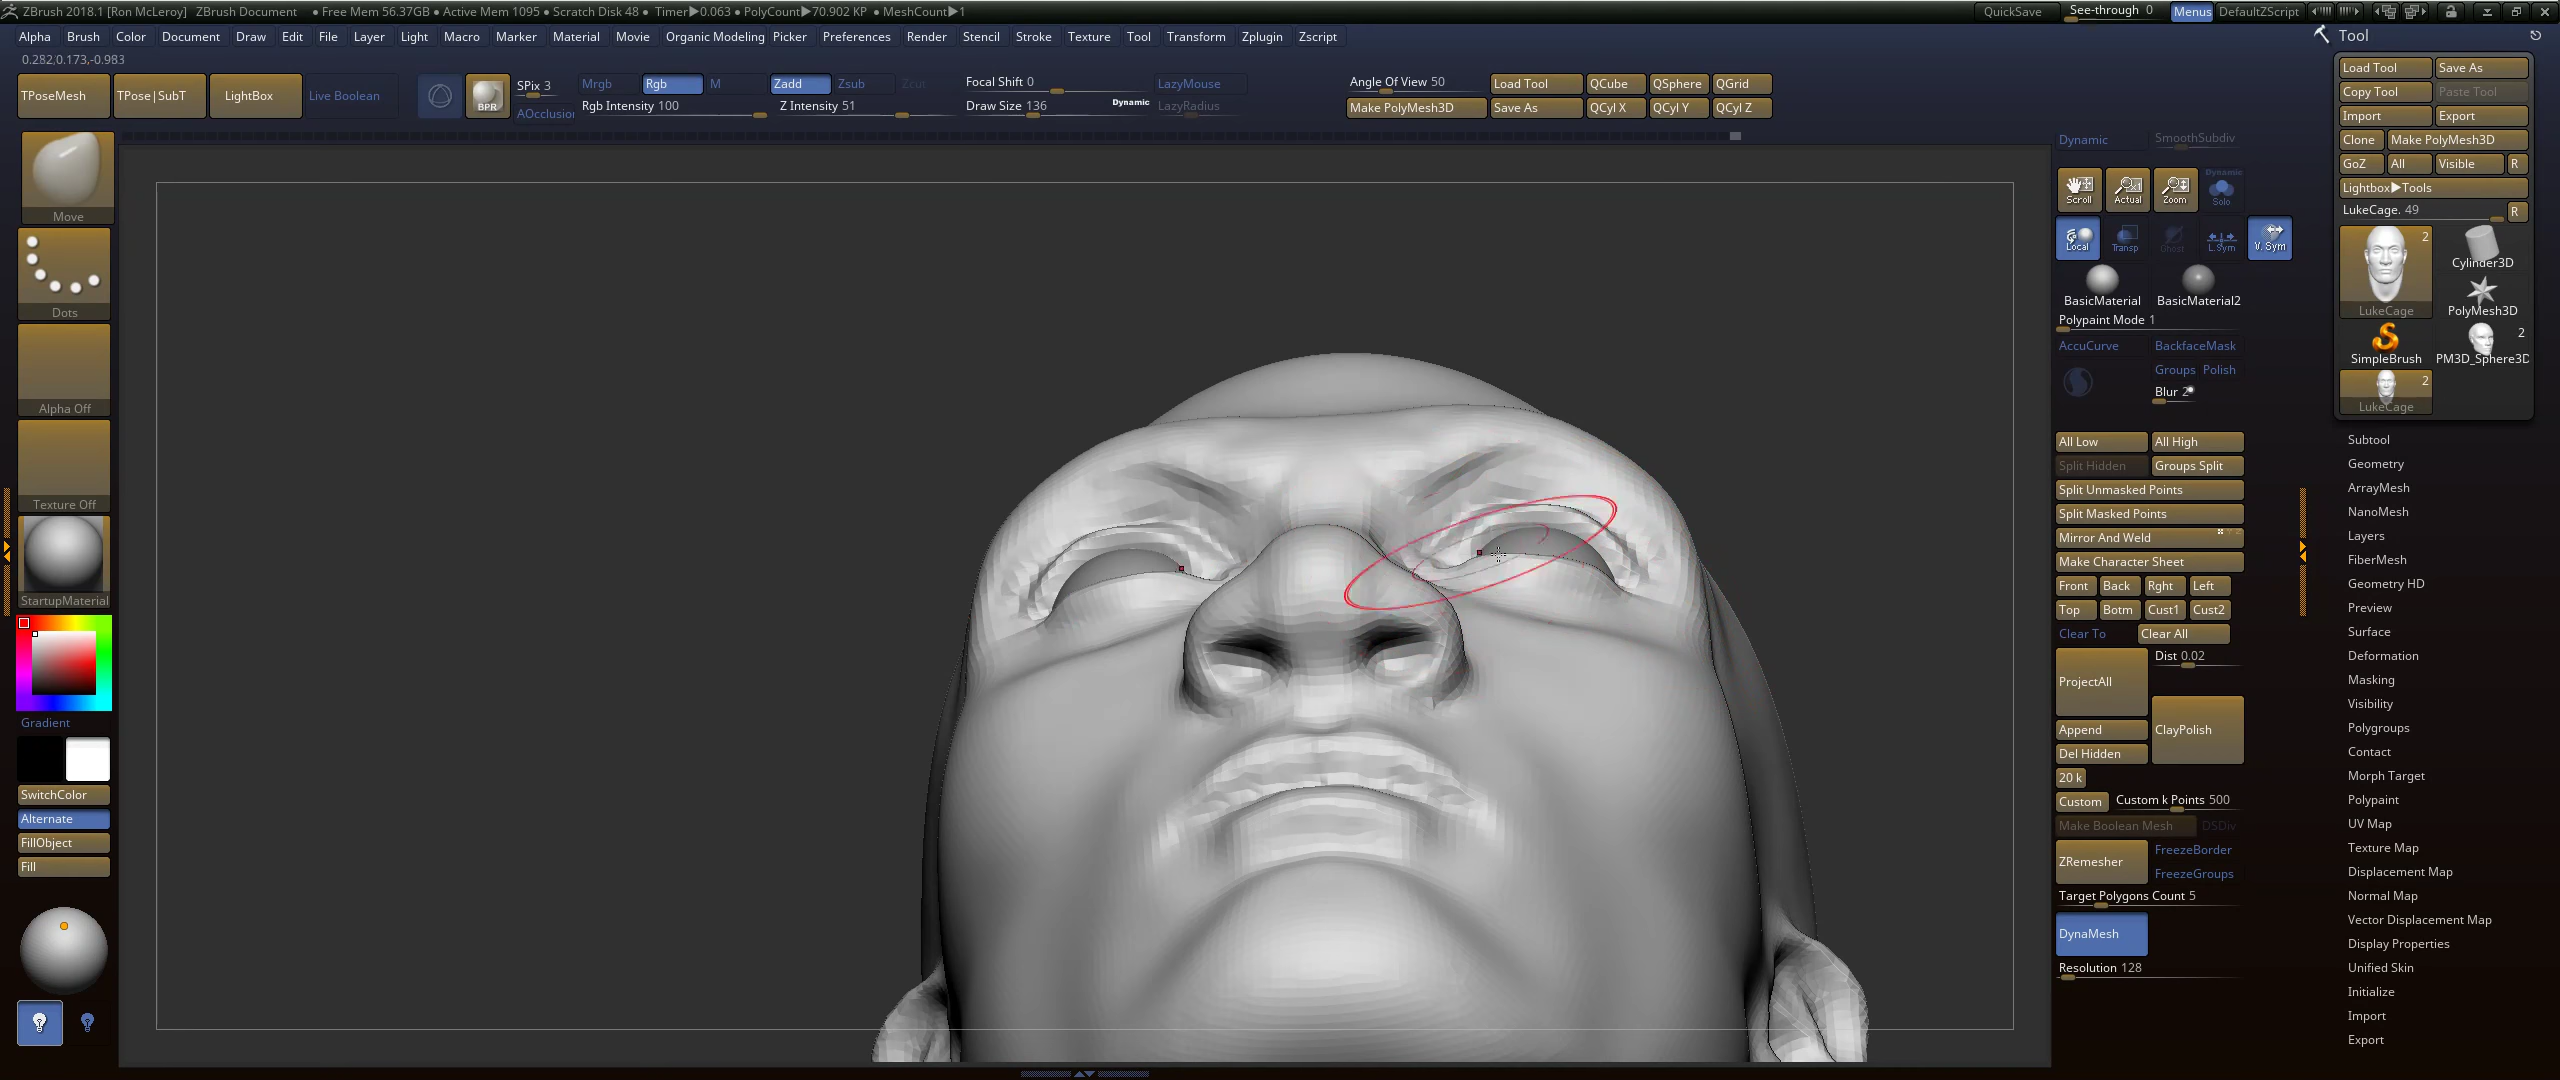 ZBrush 2018.1 [Ron McLeroy] ZBrush Document ● Free Mem 56.37GB ● Active Mem 1095 ● Scratch Disk 48 ● Timer▶0.063 ● PolyCount▶70.902 KP ● MeshCount▶1 QuickSave See-through 0 Menus DefaultZScript
Alpha Brush Color Document Draw Edit File Layer Light Macro Marker Material Movie Organic Modeling Picker Preferences Render Stencil Stroke Texture Tool Transform Zplugin Zscript
Tool
0.282,0.173,-0.983
TPoseMesh TPose|SubT LightBox Live Boolean
BPR
SPix 3
AOcclusion
Mrgb Rgb M Zadd Zsub Zcut
Rgb Intensity 100 Z Intensity 51
Focal Shift 0
Draw Size 136 Dynamic
LazyMouse
LazyRadius
Angle Of View 50 Load Tool QCube QSphere QGrid
Make PolyMesh3D Save As QCyl X QCyl Y QCyl Z
Move
Dots
Alpha Off
Texture Off
StartupMaterial
Gradient
SwitchColor
Alternate
FillObject
Fill
Dynamic SmoothSubdiv
Scroll Actual Zoom Dynamic Solo
Local Transp Ghost L.Sym V. Sym
BasicMaterial BasicMaterial2
Polypaint Mode 1
AccuCurve BackfaceMask
Groups Polish
Blur 2
All Low All High
Split Hidden Groups Split
Split Unmasked Points
Split Masked Points
Mirror And Weld
Make Character Sheet
Front Back Rght Left
Top Botm Cust1 Cust2
Clear To Clear All
ProjectAll Dist 0.02
Append ClayPolish
Del Hidden
20 k
Custom Custom k Points 500
Make Boolean Mesh DSDiv
ZRemesher FreezeBorder
FreezeGroups
Target Polygons Count 5
DynaMesh
Resolution 128
Load Tool Save As
Copy Tool Paste Tool
Import Export
Clone Make PolyMesh3D
GoZ All Visible R
Lightbox▶Tools
LukeCage. 49 R
2
LukeCage Cylinder3D
PolyMesh3D
2
SimpleBrush PM3D_Sphere3D
2
LukeCage
Subtool
Geometry
ArrayMesh
NanoMesh
Layers
FiberMesh
Geometry HD
Preview
Surface
Deformation
Masking
Visibility
Polygroups
Contact
Morph Target
Polypaint
UV Map
Texture Map
Displacement Map
Normal Map
Vector Displacement Map
Display Properties
Unified Skin
Initialize
Import
Export